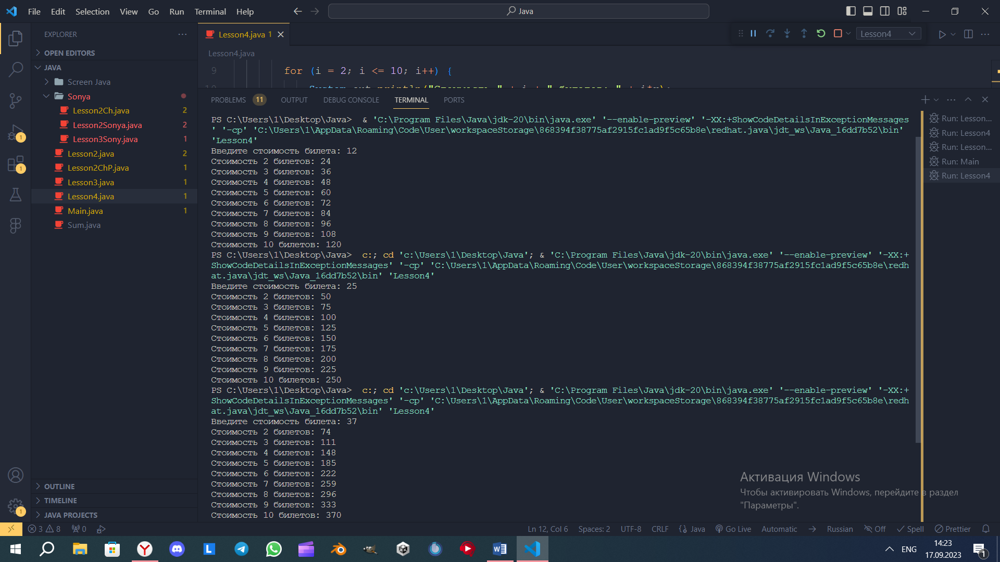 File Edit Selection View Go Run Terminal Help
Java
EXPLORER
OPEN EDITORS
JAVA
Screen Java
Sonya
Lesson2Ch.java 2
Lesson2Sonya.java 2
Lesson3Sony.java 1
Lesson2.java 2
Lesson2ChP.java 1
Lesson3.java 1
Lesson4.java 1
Main.java 1
Sum.java
OUTLINE
TIMELINE
JAVA PROJECTS
1
1
1
Lesson4.java 1
Lesson4
Lesson4.java
9 for (i = 2; i <= 10; i++) {
PROBLEMS 11 OUTPUT DEBUG CONSOLE TERMINAL PORTS
PS C:\Users\1\Desktop\Java>  & 'C:\Program Files\Java\jdk-20\bin\java.exe' '--enable-preview' '-XX:+ShowCodeDetailsInExceptionMessages
' '-cp' 'C:\Users\1\AppData\Roaming\Code\User\workspaceStorage\868394f38775af2915fc1ad9f5c65b8e\redhat.java\jdt_ws\Java_16dd7b52\bin'
'Lesson4'
Введите стоимость билета: 12
Стоимость 2 билетов: 24
Стоимость 3 билетов: 36
Стоимость 4 билетов: 48
Стоимость 5 билетов: 60
Стоимость 6 билетов: 72
Стоимость 7 билетов: 84
Стоимость 8 билетов: 96
Стоимость 9 билетов: 108
Стоимость 10 билетов: 120
PS C:\Users\1\Desktop\Java>  c:; cd 'c:\Users\1\Desktop\Java'; & 'C:\Program Files\Java\jdk-20\bin\java.exe' '--enable-preview' '-XX:+
ShowCodeDetailsInExceptionMessages' '-cp' 'C:\Users\1\AppData\Roaming\Code\User\workspaceStorage\868394f38775af2915fc1ad9f5c65b8e\redh
at.java\jdt_ws\Java_16dd7b52\bin' 'Lesson4'
Введите стоимость билета: 25
Стоимость 2 билетов: 50
Стоимость 3 билетов: 75
Стоимость 4 билетов: 100
Стоимость 5 билетов: 125
Стоимость 6 билетов: 150
Стоимость 7 билетов: 175
Стоимость 8 билетов: 200
Стоимость 9 билетов: 225
Стоимость 10 билетов: 250
PS C:\Users\1\Desktop\Java>  c:; cd 'c:\Users\1\Desktop\Java'; & 'C:\Program Files\Java\jdk-20\bin\java.exe' '--enable-preview' '-XX:+
ShowCodeDetailsInExceptionMessages' '-cp' 'C:\Users\1\AppData\Roaming\Code\User\workspaceStorage\868394f38775af2915fc1ad9f5c65b8e\redh
at.java\jdt_ws\Java_16dd7b52\bin' 'Lesson4'
Введите стоимость билета: 37
Стоимость 2 билетов: 74
Стоимость 3 билетов: 111
Стоимость 4 билетов: 148
Стоимость 5 билетов: 185
Стоимость 6 билетов: 222
Стоимость 7 билетов: 259
Стоимость 8 билетов: 296
Стоимость 9 билетов: 333
Стоимость 10 билетов: 370
Run: Lesson...
Run: Lesson4
Run: Lesson...
Run: Main
Run: Lesson4
Активация Windows
Чтобы активировать Windows, перейдите в раздел
"Параметры".
3 8 0 Ln 12, Col 6 Spaces: 2 UTF-8 CRLF Java Go Live Automatic Russian Off Spell Prettier
ENG
14:23
17.09.2023
1